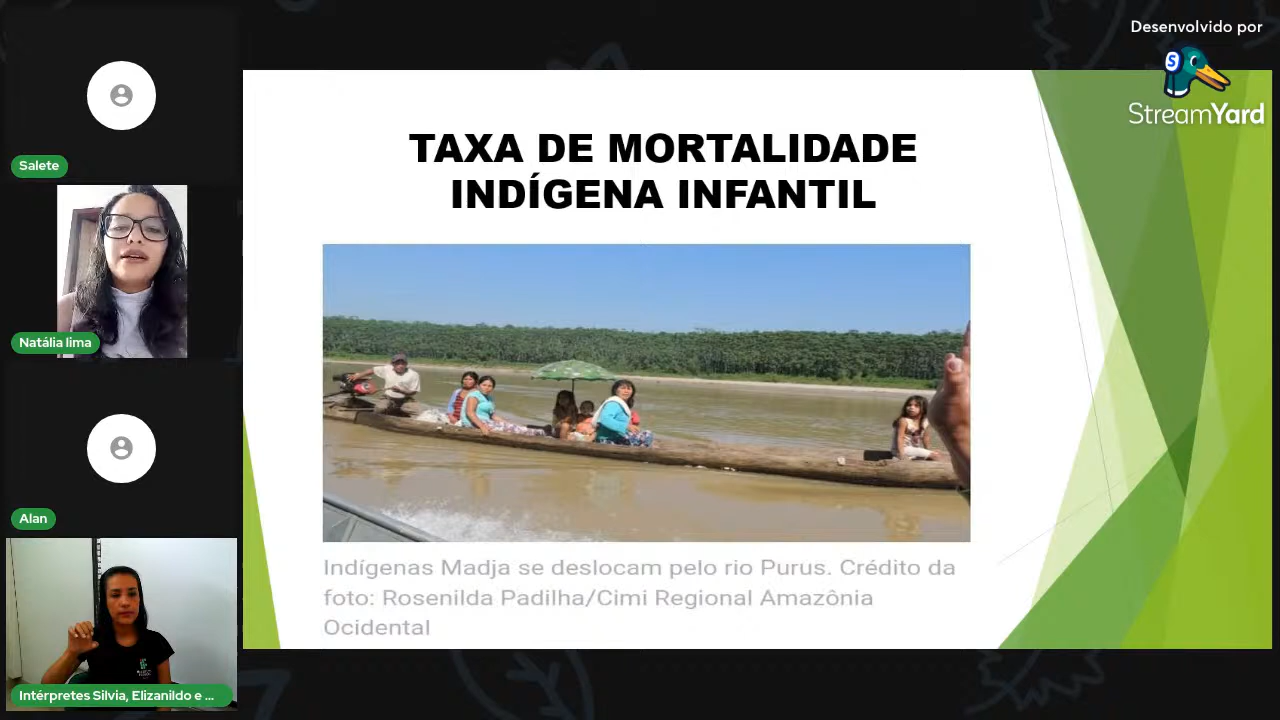 Desenvolvido por
S
StreamYard
Salete
Natália lima
Alan
Intérpretes Silvia, Elizanildo e ...
TAXA DE MORTALIDADE
INDÍGENA INFANTIL
Indígenas Madja se deslocam pelo rio Purus. Crédito da
foto: Rosenilda Padilha/Cimi Regional Amazônia
Ocidental